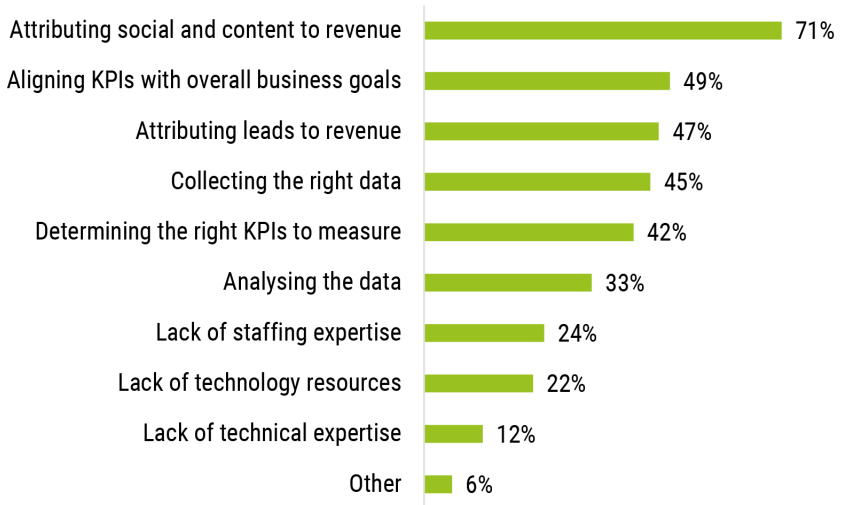 Attributing social and content to revenue 71%
Aligning KPIs with overall business goals 49%
Attributing leads to revenue 47%
Collecting the right data 45%
Determining the right KPIs to measure 42%
Analysing the data 33%
Lack of staffing expertise 24%
Lack of technology resources 22%
Lack of technical expertise 12%
Other 6%